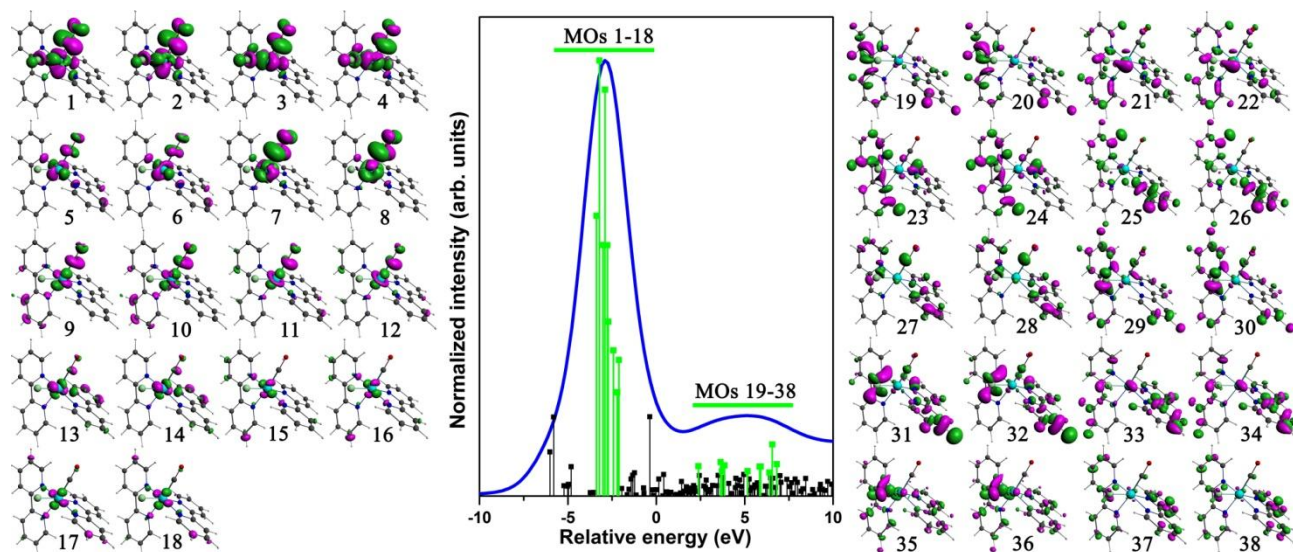 1 2 3 4
5 6 7 8
9 10 11 12
13 14 15 16
17 18
Normalized intensity (arb. units)
MOs 1-18
MOs 19-38
-10 -5 0 5 10
Relative energy (eV)
19 20 21 22
23 24 25 26
27 28 29 30
31 32 33 34
35 36 37 38